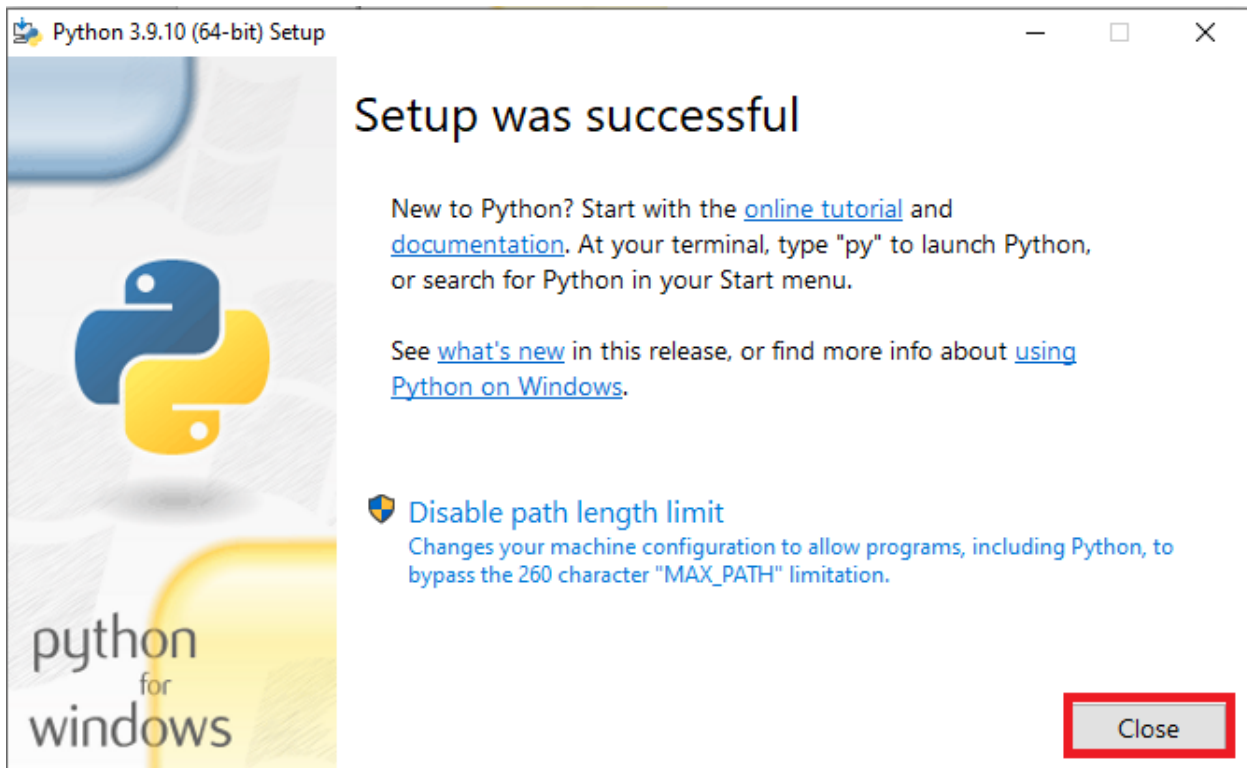 Python 3.9.10 (64-bit) Setup
Setup was successful
New to Python? Start with the online tutorial and
documentation. At your terminal, type "py" to launch Python,
or search for Python in your Start menu.
See what's new in this release, or find more info about using
Python on Windows.
Disable path length limit
Changes your machine configuration to allow programs, including Python, to
bypass the 260 character "MAX_PATH" limitation.
python
for
windows
Close